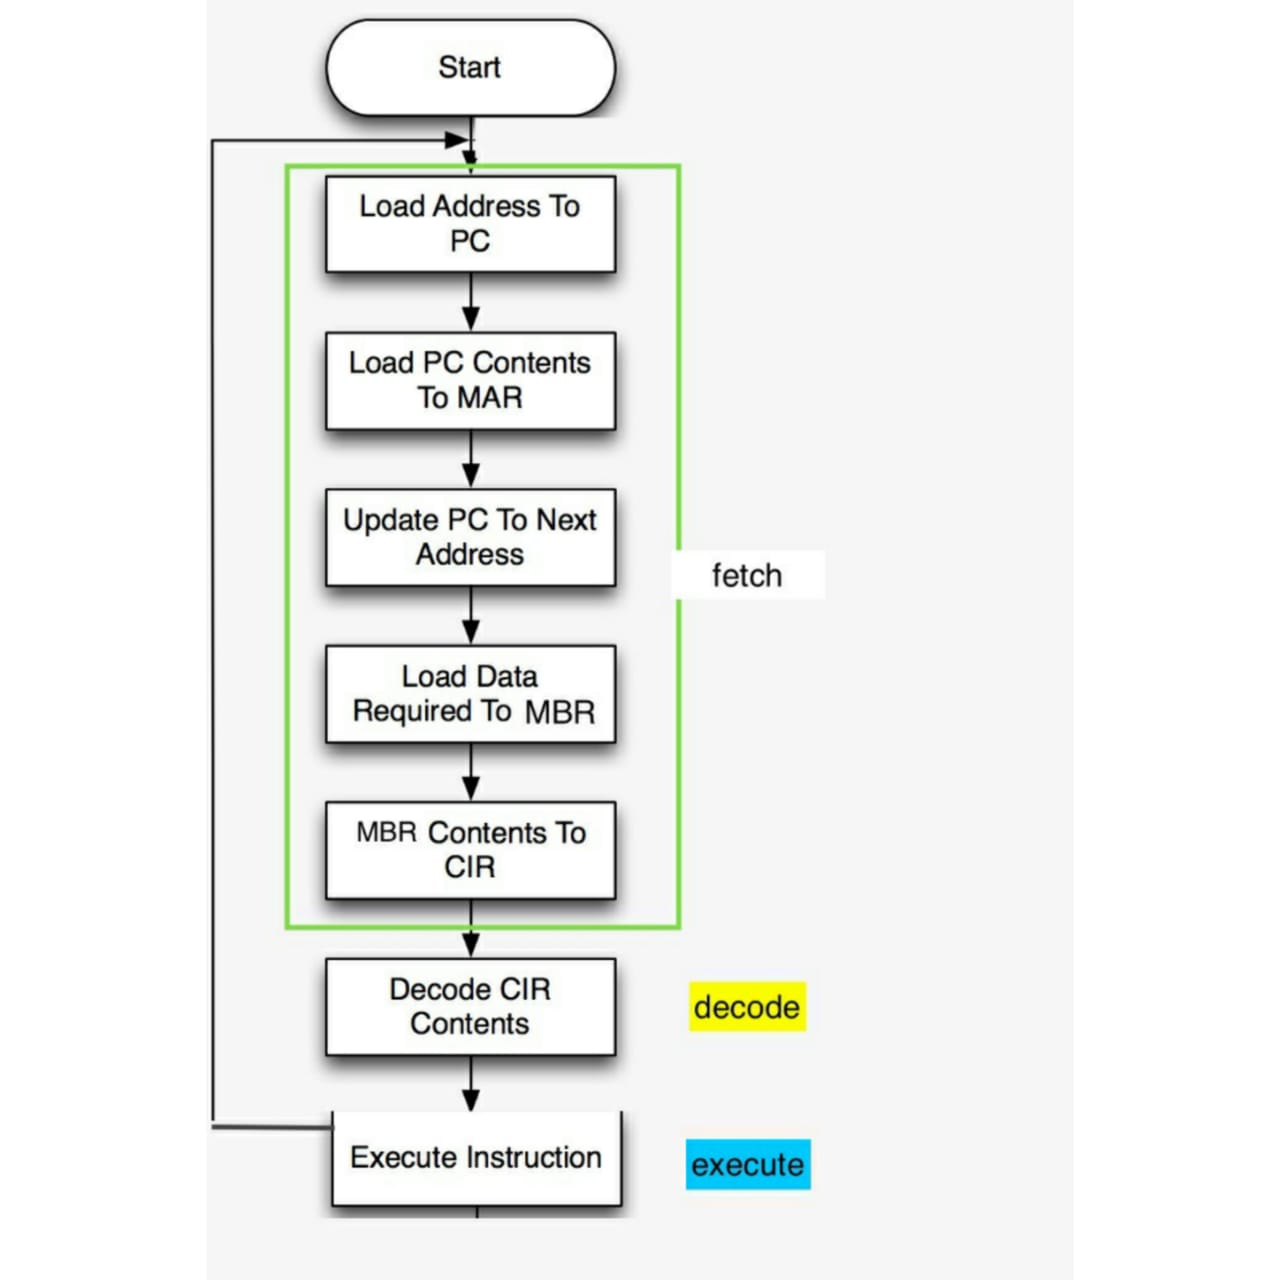 Start
Load Address To
PC
Load PC Contents
To MAR
Update PC To Next
Address
fetch
Load Data
Required To MBR
MBR Contents To
CIR
Decode CIR
Contents
decode
Execute Instruction
execute